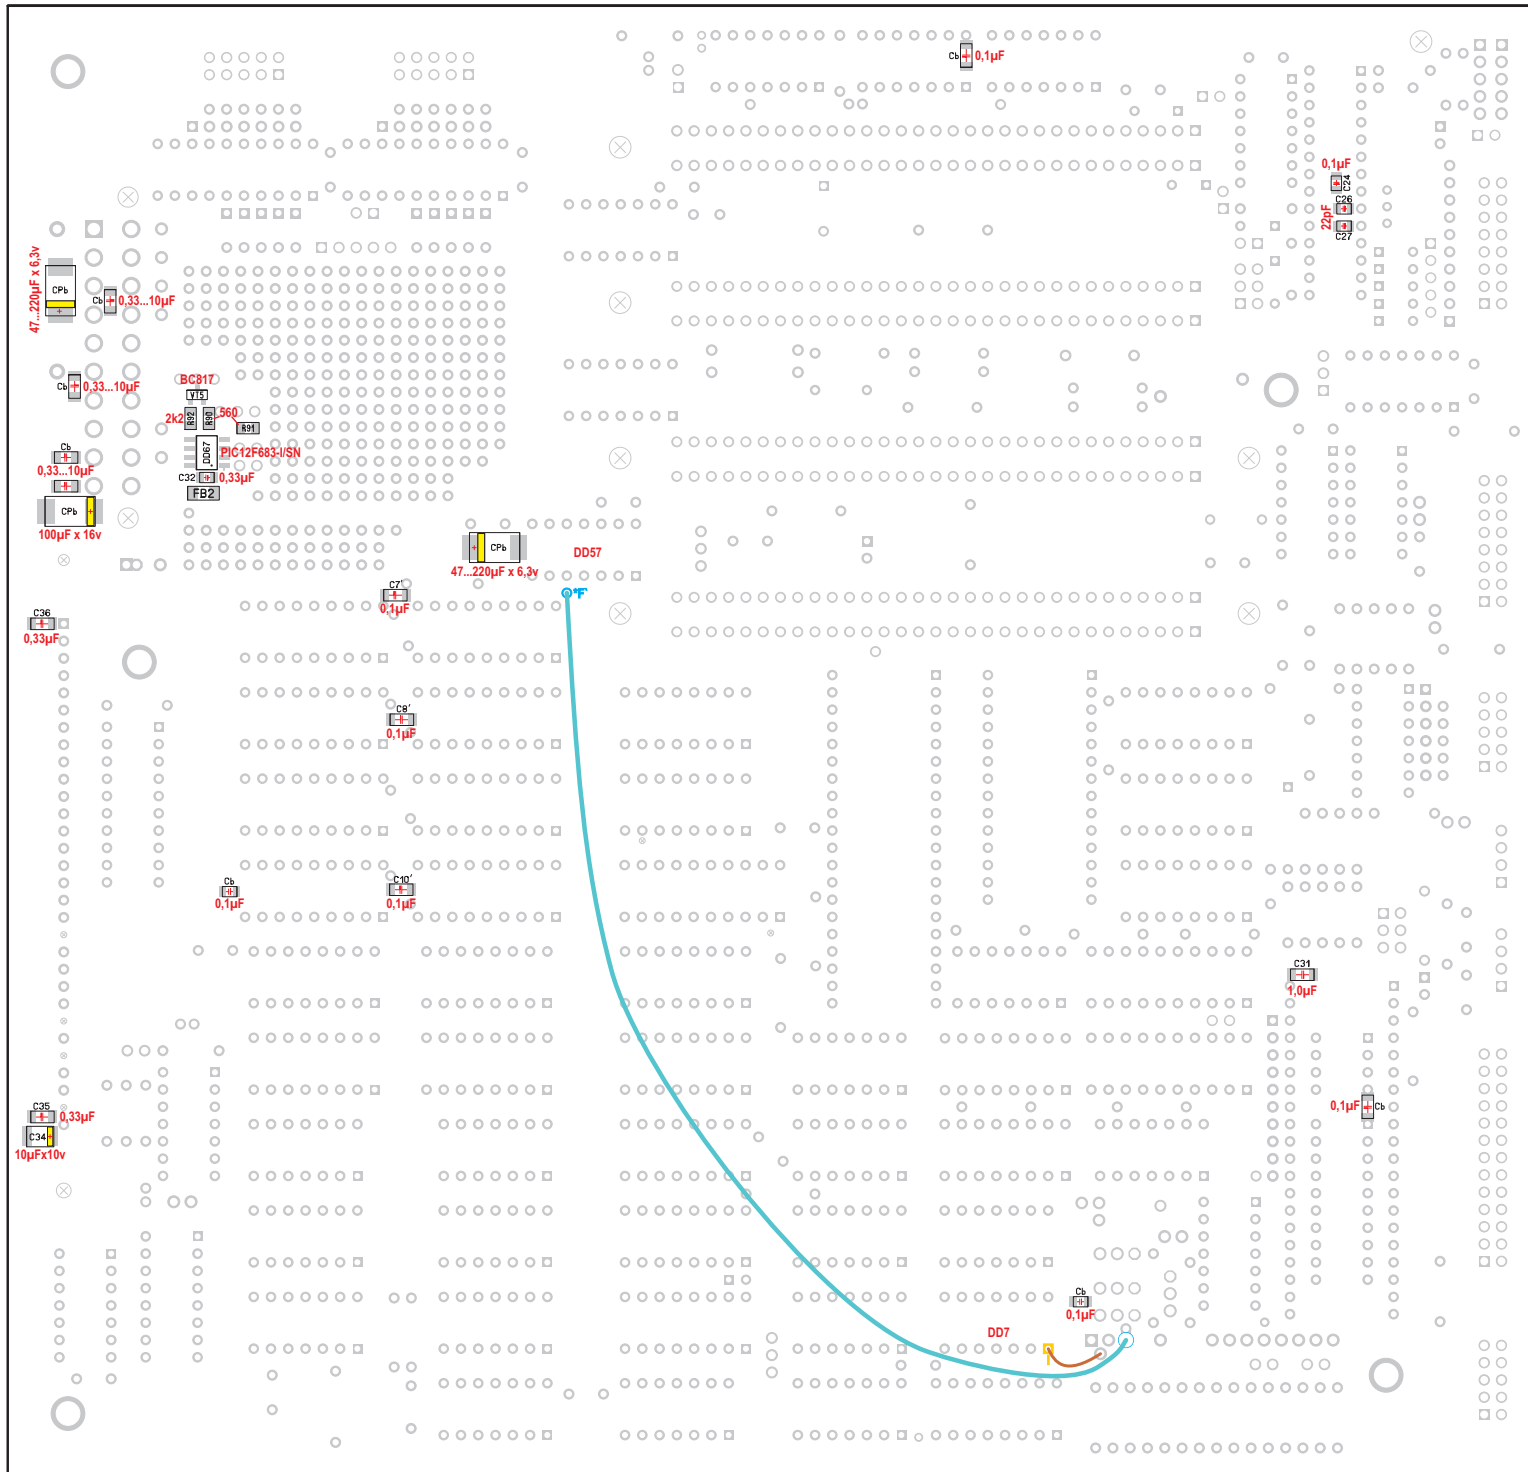 Cb 0,1µF
0,1µF
C24
C26
22pF
C27
47...220µF x 6,3v
CPb
Cb 0,33...10µF
Cb 0,33...10µF
BC817
VT5
2k2 R92 R90 560 R91
DD67 PIC12F683-I/SN
C32 0,33µF
FB2
Cb
0,33...10µF
CPb
100µF x 16v
CPb
47...220µF x 6,3v
DD57
"F"
C7'
0,1µF
C36
0,33µF
C8'
0,1µF
Cb
0,1µF
C10'
0,1µF
C31
1,0µF
C35 0,33µF
C34
10µFx10v
0,1µF Cb
Cb
0,1µF
DD7